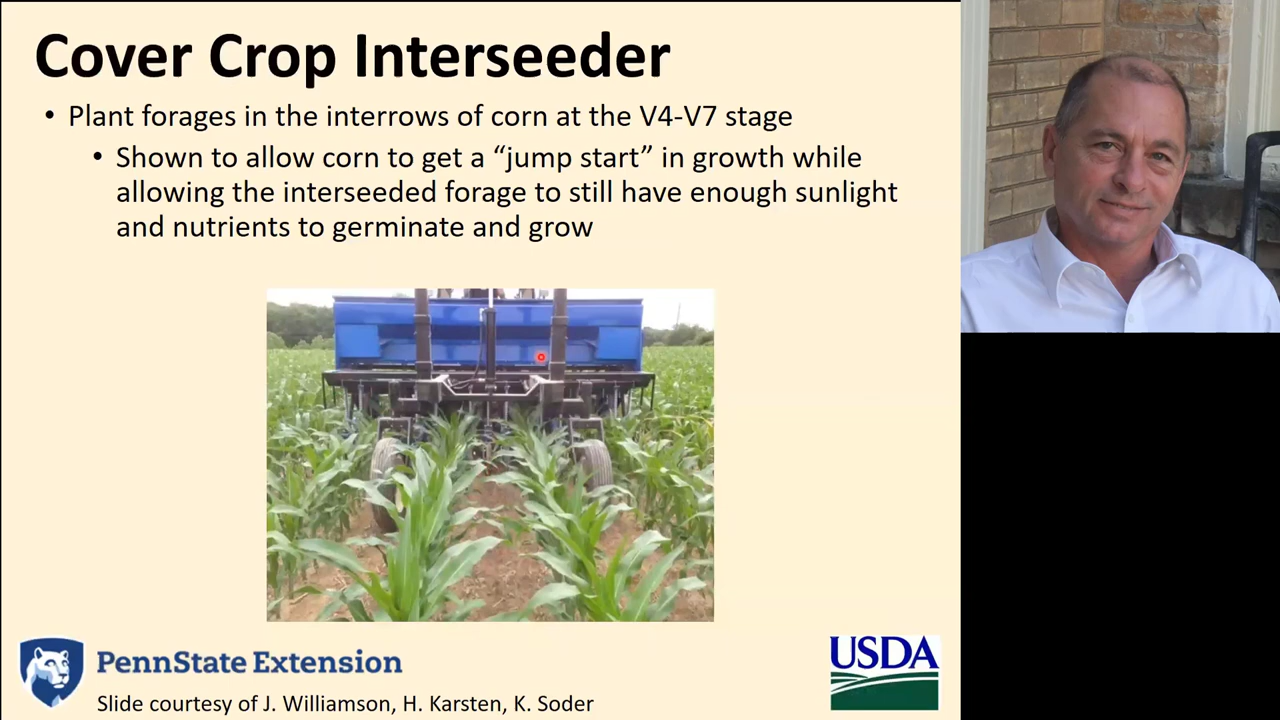 Cover Crop Interseeder
• Plant forages in the interrows of corn at the V4-V7 stage
• Shown to allow corn to get a “jump start” in growth while
allowing the interseeded forage to still have enough sunlight
and nutrients to germinate and grow
PennState Extension
USDA
Slide courtesy of J. Williamson, H. Karsten, K. Soder